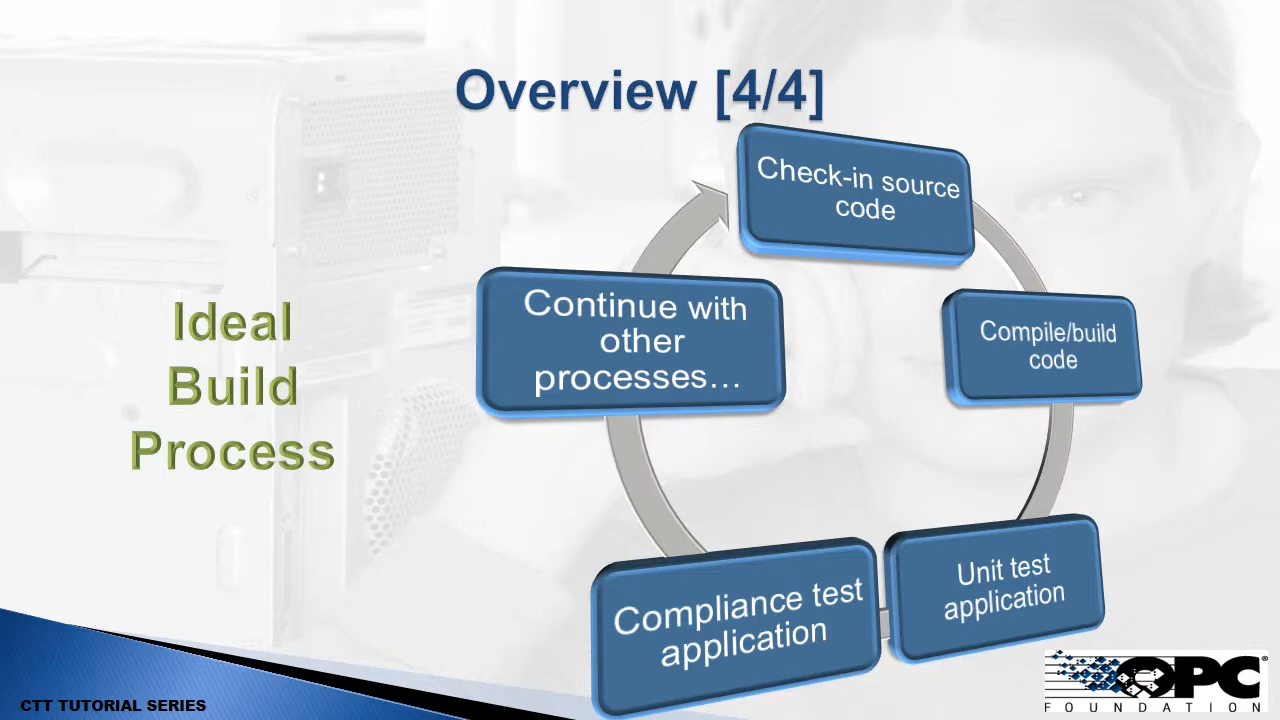 Overview [4/4]
Check-in source
code
Compile/build
code
Unit test
application
Compliance test
application
Continue with
other
processes…
Ideal
Build
Process
CTT TUTORIAL SERIES
OPC®
FOUNDATION